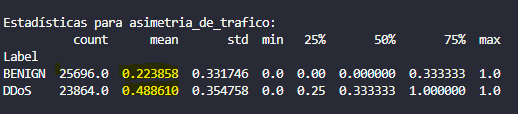 Estadísticas para asimetria_de_trafico:
count mean std min 25% 50% 75% max
Label
BENIGN 25696.0 0.223858 0.331746 0.0 0.00 0.000000 0.333333 1.0
DDoS 23864.0 0.488610 0.354758 0.0 0.25 0.333333 1.000000 1.0